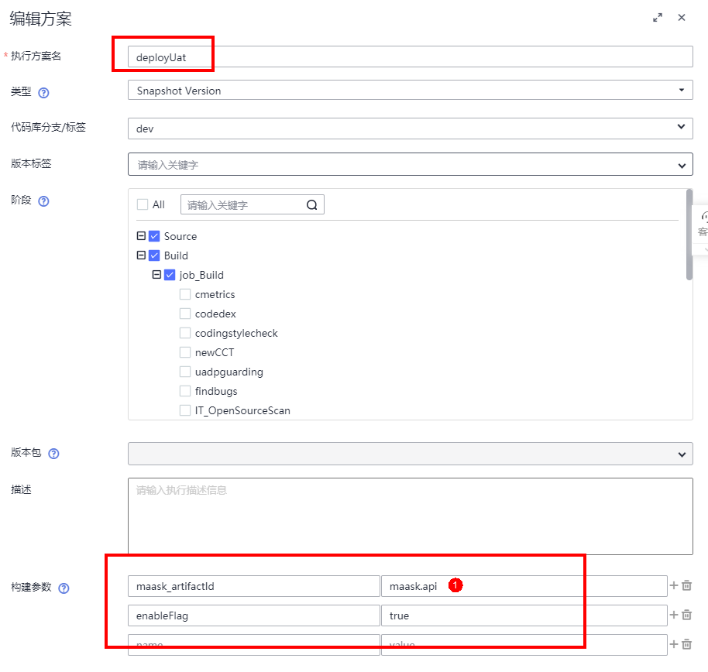 编辑方案
* 执行方案名 deployUat
类型 Snapshot Version
代码库分支/标签 dev
版本标签 请输入关键字
阶段 All 请输入关键字
Source
Build
job_Build
cmetrics
codedex
codingstylecheck
newCCT
uadpguarding
findbugs
IT_OpenSourceScan
客
版本包
描述 请输入执行描述信息
构建参数 maask_artifactId maask.api 1
enableFlag true
name value